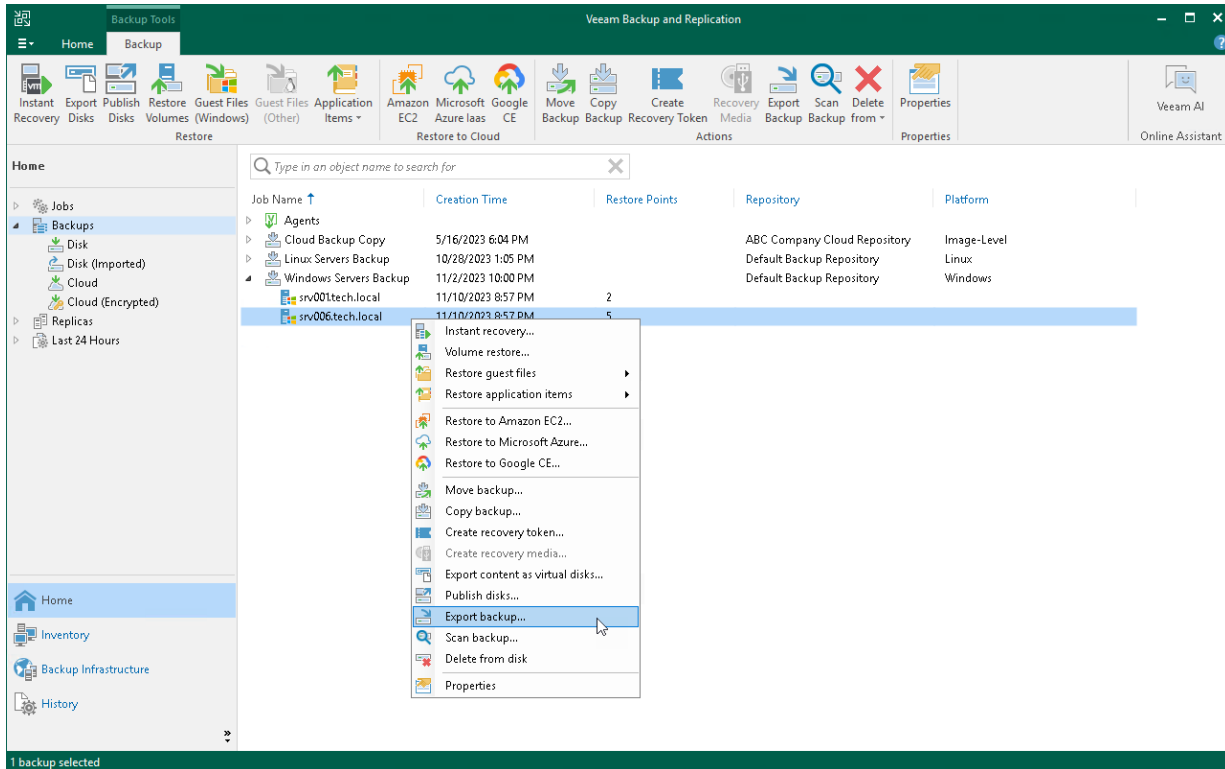 Backup Tools
Veeam Backup and Replication
Home Backup
Instant Recovery
Export Disks
Publish Disks
Restore Volumes
Guest Files (Windows)
Guest Files (Other)
Application Items
Amazon EC2
Microsoft Azure Iaas
Google CE
Move Backup
Copy Backup
Create Recovery Token
Recovery Media
Export Backup
Scan Backup
Delete from
Properties
Veeam AI
Restore
Restore to Cloud
Actions
Properties
Online Assistant
Home
Jobs
Backups
Disk
Disk (Imported)
Cloud
Cloud (Encrypted)
Replicas
Last 24 Hours
Home
Inventory
Backup Infrastructure
History
Type in an object name to search for
Job Name Creation Time Restore Points Repository Platform
Agents
Cloud Backup Copy 5/16/2023 6:04 PM ABC Company Cloud Repository Image-Level
Linux Servers Backup 10/28/2023 1:05 PM Default Backup Repository Linux
Windows Servers Backup 11/2/2023 10:00 PM Default Backup Repository Windows
srv001.tech.local 11/10/2023 8:57 PM 2
srv006.tech.local 11/10/2023 8:57 PM 5
Instant recovery...
Volume restore...
Restore guest files
Restore application items
Restore to Amazon EC2...
Restore to Microsoft Azure...
Restore to Google CE...
Move backup...
Copy backup...
Create recovery token...
Create recovery media...
Export content as virtual disks...
Publish disks...
Export backup...
Scan backup...
Delete from disk
Properties
1 backup selected